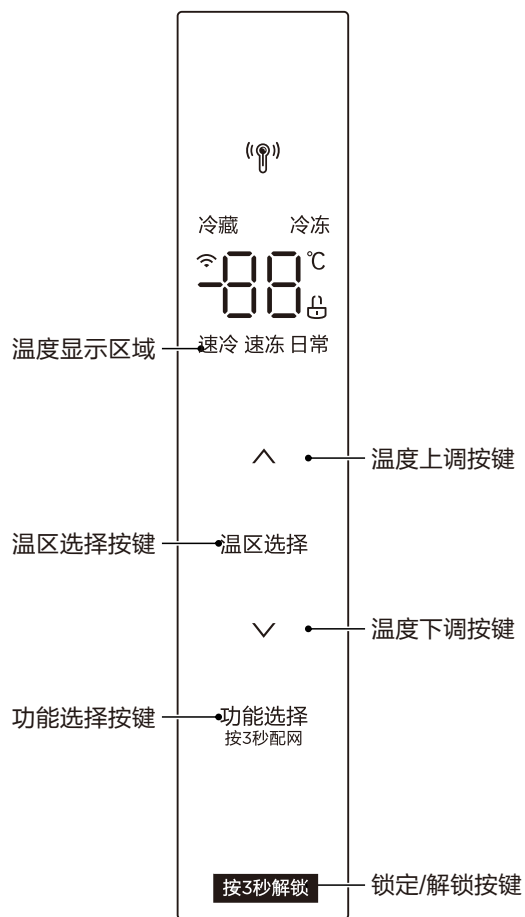 冷藏 冷冻
-88 ℃
温度显示区域
速冷 速冻 日常
温度上调按键
温区选择按键
温区选择
温度下调按键
功能选择按键
功能选择
按3秒配网
按3秒解锁
锁定/解锁按键